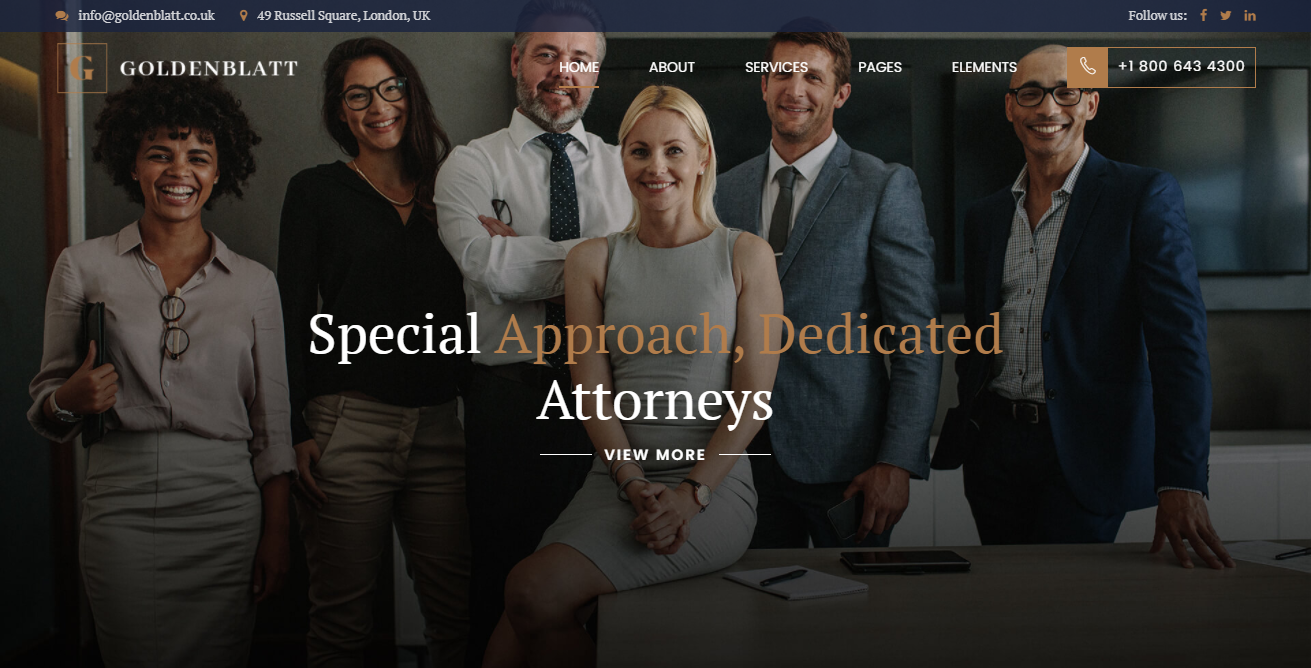 info@goldenblatt.co.uk 49 Russell Square, London, UK Follow us:
G GOLDENBLATT HOME ABOUT SERVICES PAGES ELEMENTS +1 800 643 4300
Special Approach, Dedicated
Attorneys
VIEW MORE